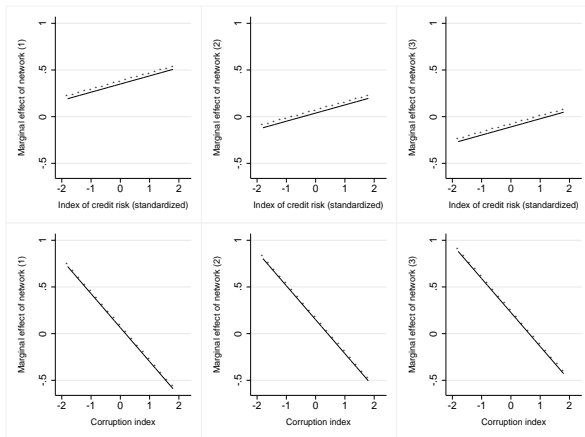 Marginal effect of network (1)
-.5 0 .5 1
-2 -1 0 1 2
Index of credit risk (standardized)
Marginal effect of network (2)
-.5 0 .5 1
-2 -1 0 1 2
Index of credit risk (standardized)
Marginal effect of network (3)
-.5 0 .5 1
-2 -1 0 1 2
Index of credit risk (standardized)
Marginal effect of network (1)
-.5 0 .5 1
-2 -1 0 1 2
Corruption index
Marginal effect of network (2)
-.5 0 .5 1
-2 -1 0 1 2
Corruption index
Marginal effect of network (3)
-.5 0 .5 1
-2 -1 0 1 2
Corruption index